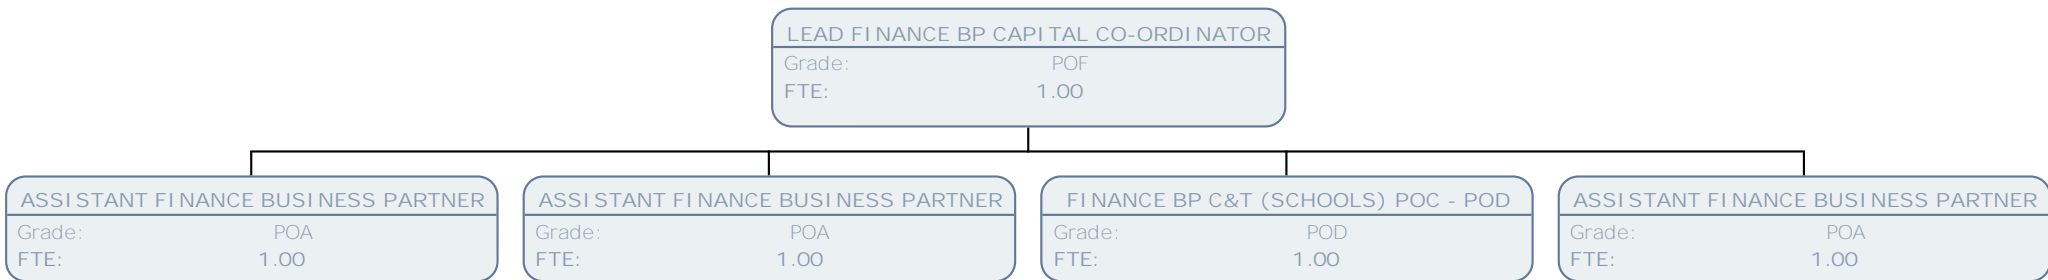 LEAD FINANCE BP CAPITAL CO-ORDINATOR
Grade: POF
FTE: 1.00
ASSISTANT FINANCE BUSINESS PARTNER
Grade: POA
FTE: 1.00
ASSISTANT FINANCE BUSINESS PARTNER
Grade: POA
FTE: 1.00
FINANCE BP C&T (SCHOOLS) POC - POD
Grade: POD
FTE: 1.00
ASSISTANT FINANCE BUSINESS PARTNER
Grade: POA
FTE: 1.00